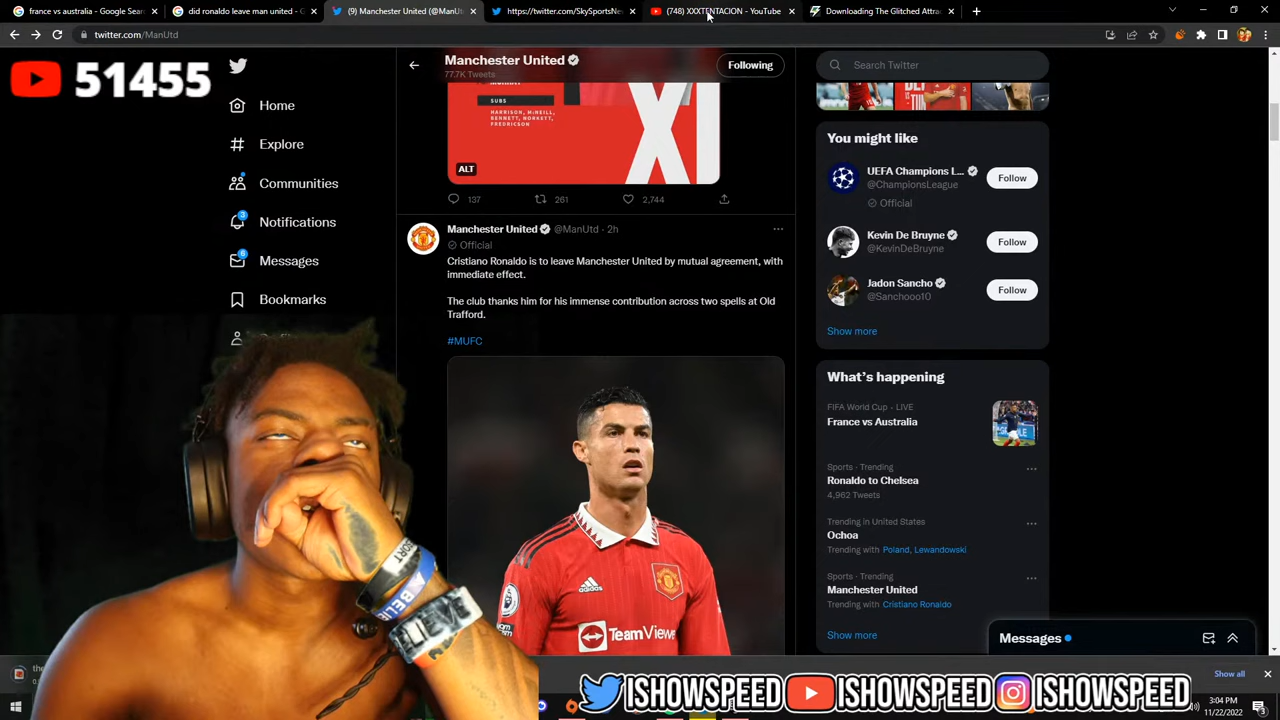 france vs australia - Google Searc
did ronaldo leave man united - G
(9) Manchester United (@ManUt
https://twitter.com/SkySportsNe
(748) XXXTENTACION - YouTube
Downloading The Glitched Attrac
twitter.com/ManUtd
51455
Manchester United
77.7K Tweets
Following
Search Twitter
Home
Explore
Communities
3
Notifications
6
Messages
Bookmarks
SUBS
HARRISON, McNEILL,
BENNETT, NORKETT,
FREDRICSON
XI
ALT
137
261
2,744
Manchester United @ManUtd · 2h
Official
Cristiano Ronaldo is to leave Manchester United by mutual agreement, with
immediate effect.
The club thanks him for his immense contribution across two spells at Old
Trafford.
#MUFC
TeamViewer
You might like
UEFA Champions L...
@ChampionsLeague
Official
Follow
Kevin De Bruyne
@KevinDeBruyne
Follow
Jadon Sancho
@Sanchooo10
Follow
Show more
What's happening
FIFA World Cup · LIVE
France vs Australia
Sports · Trending
Ronaldo to Chelsea
4,962 Tweets
Trending in United States
Ochoa
Trending with Poland, Lewandowski
Sports · Trending
Manchester United
Trending with Cristiano Ronaldo
Show more
Messages
the
Show all
ISHOWSPEED
ISHOWSPEED
ISHOWSPEED
3:04 PM
11/22/2022